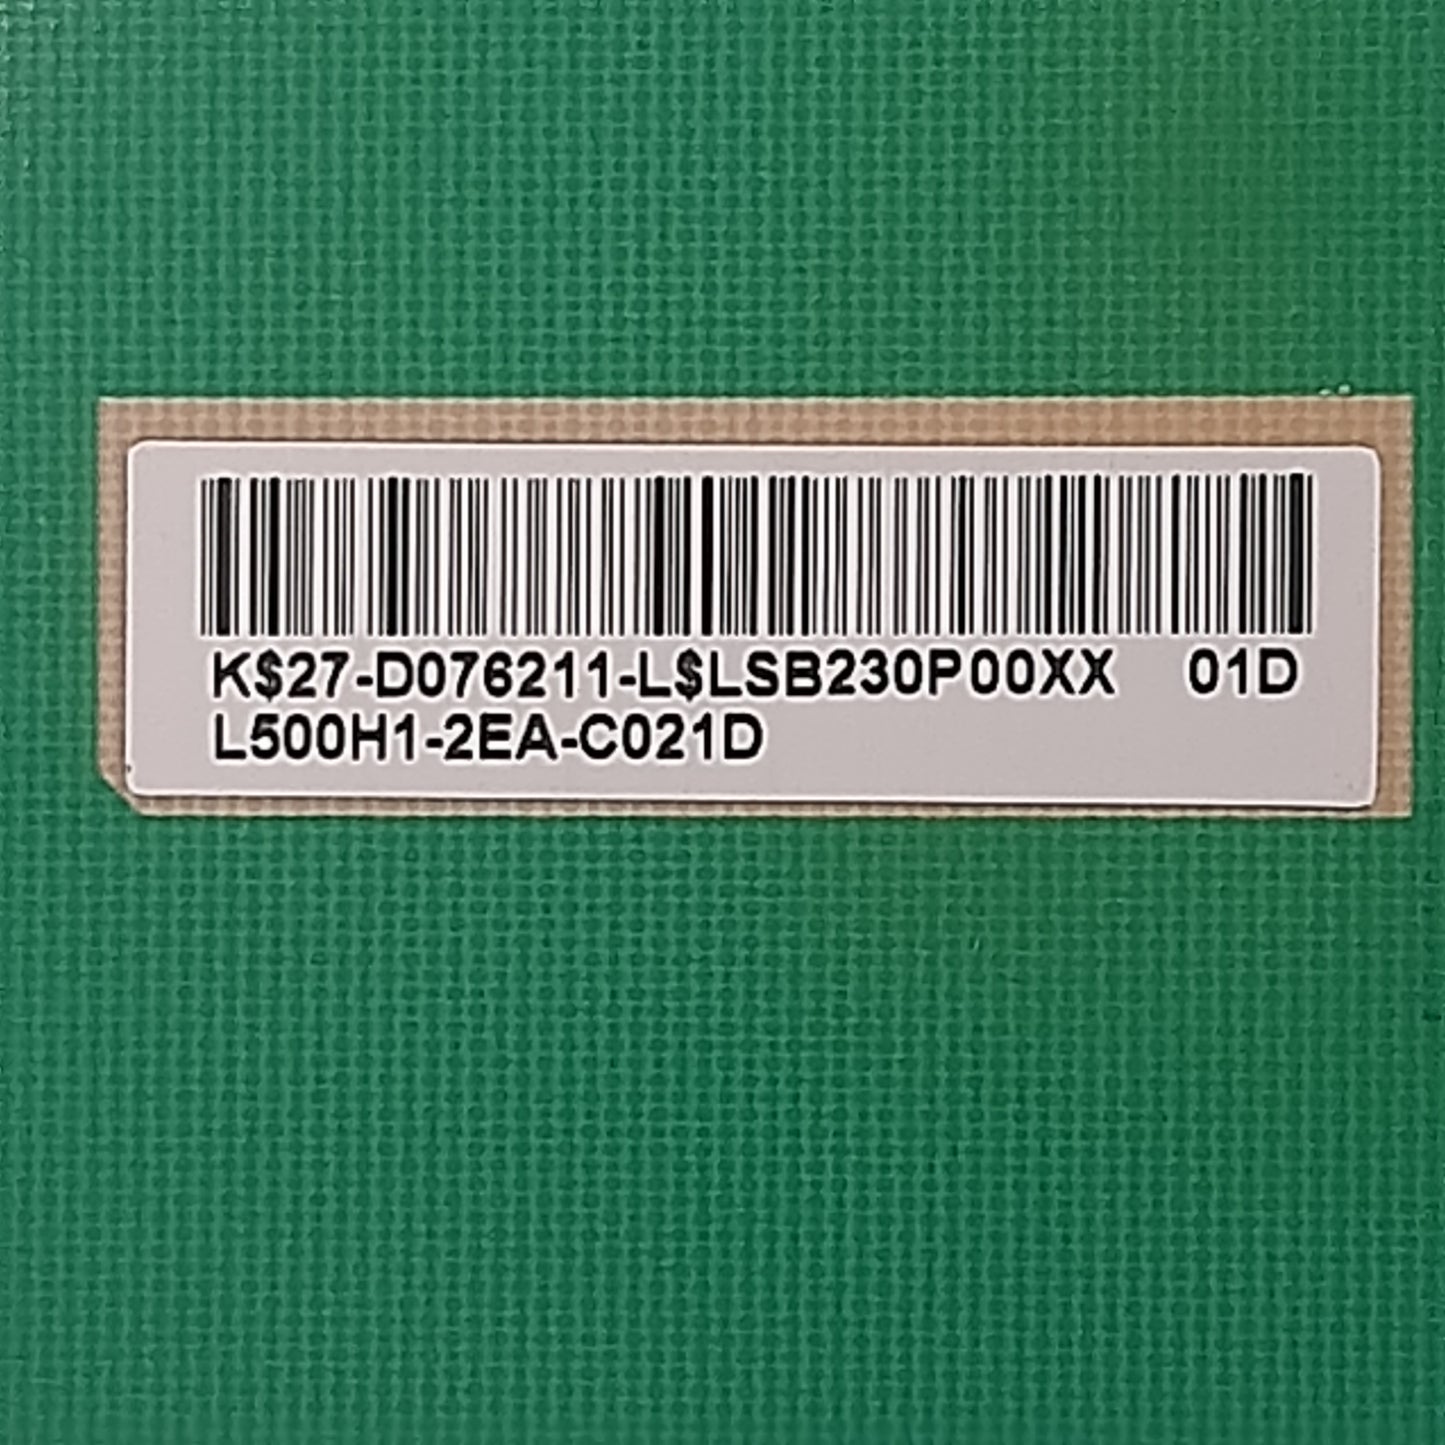 K$27-D076211-L$LSB230P00XX 01D
L500H1-2EA-C021D